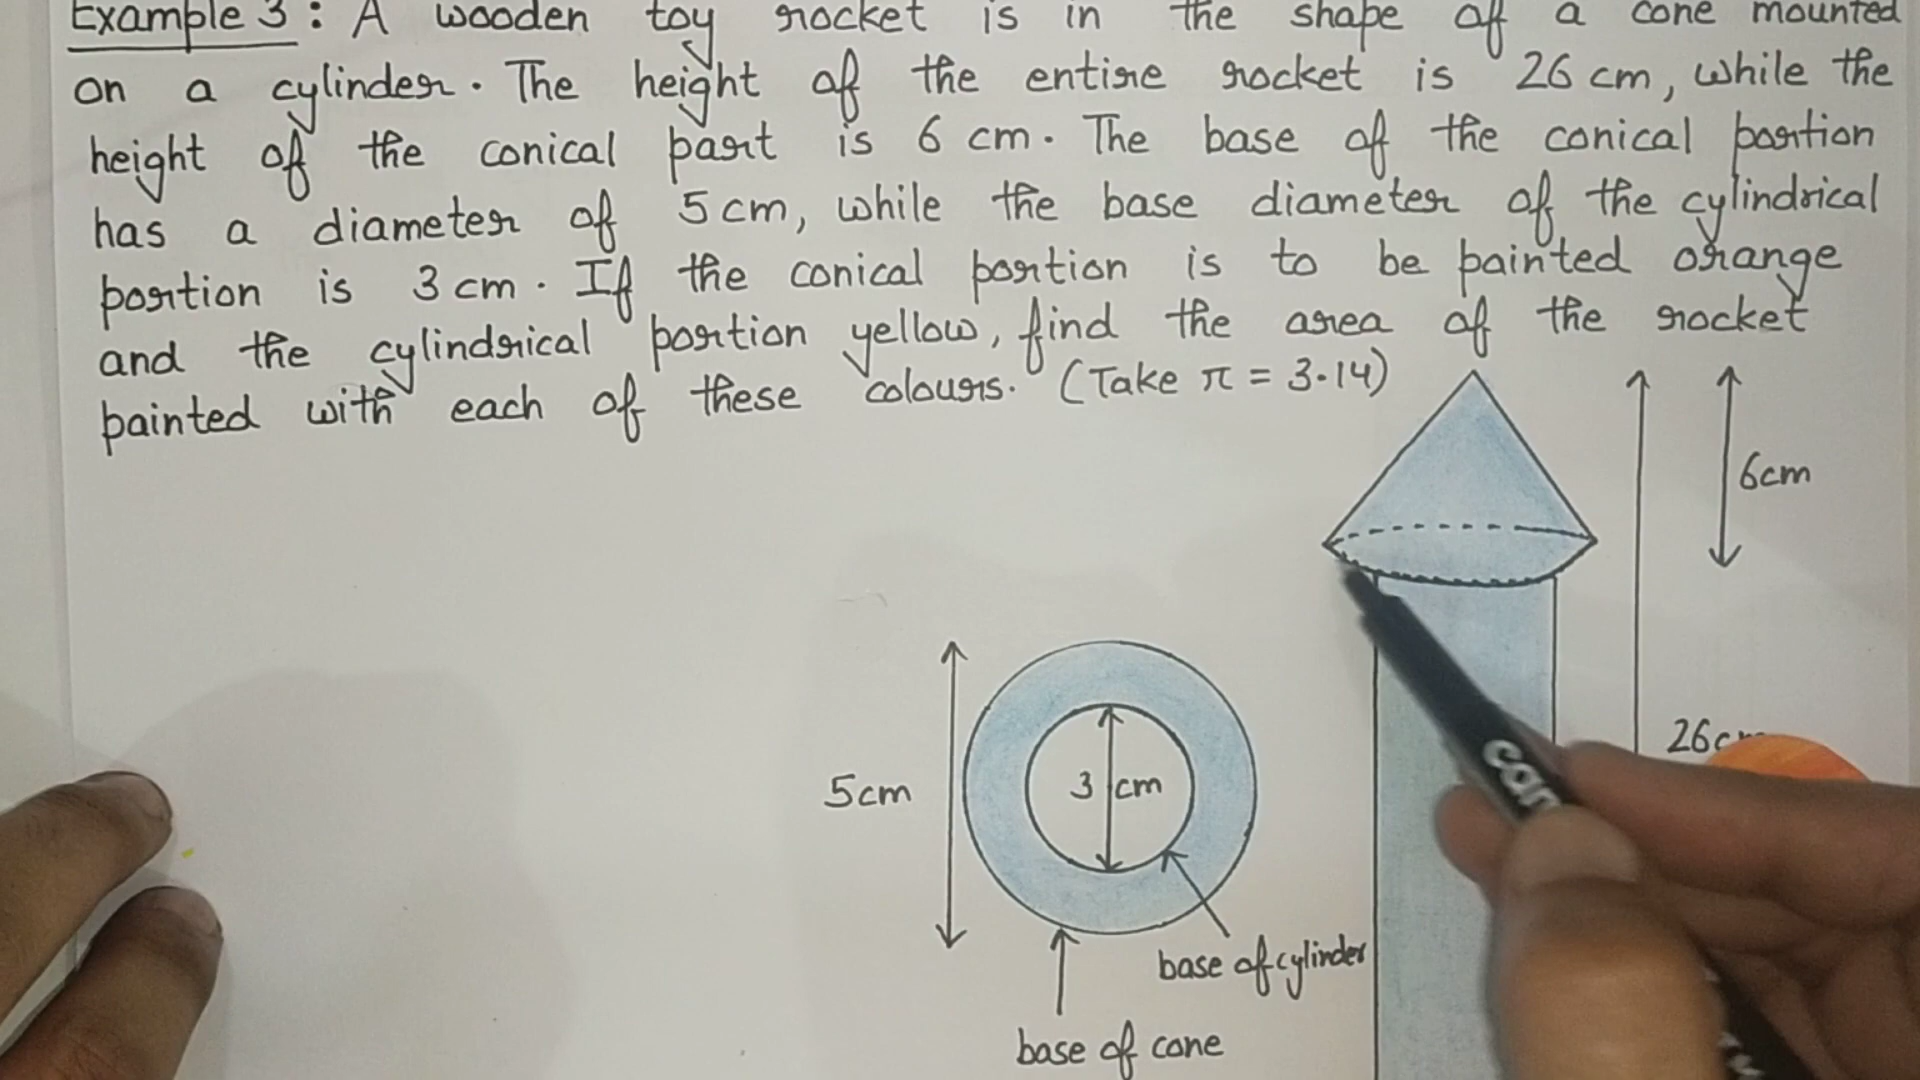 Example 3: A wooden toy rocket is in the shape of a cone mounted
on a cylinder. The height of the entire rocket is 26 cm, while the
height of the conical part is 6 cm. The base of the conical portion
has a diameter of 5 cm, while the base diameter of the cylindrical
portion is 3 cm. If the conical portion is to be painted orange
and the cylindrical portion yellow, find the area of the rocket
painted with each of these colours. (Take π = 3.14)
6cm
26cm
5cm
3 cm
base of cylinder
base of cone